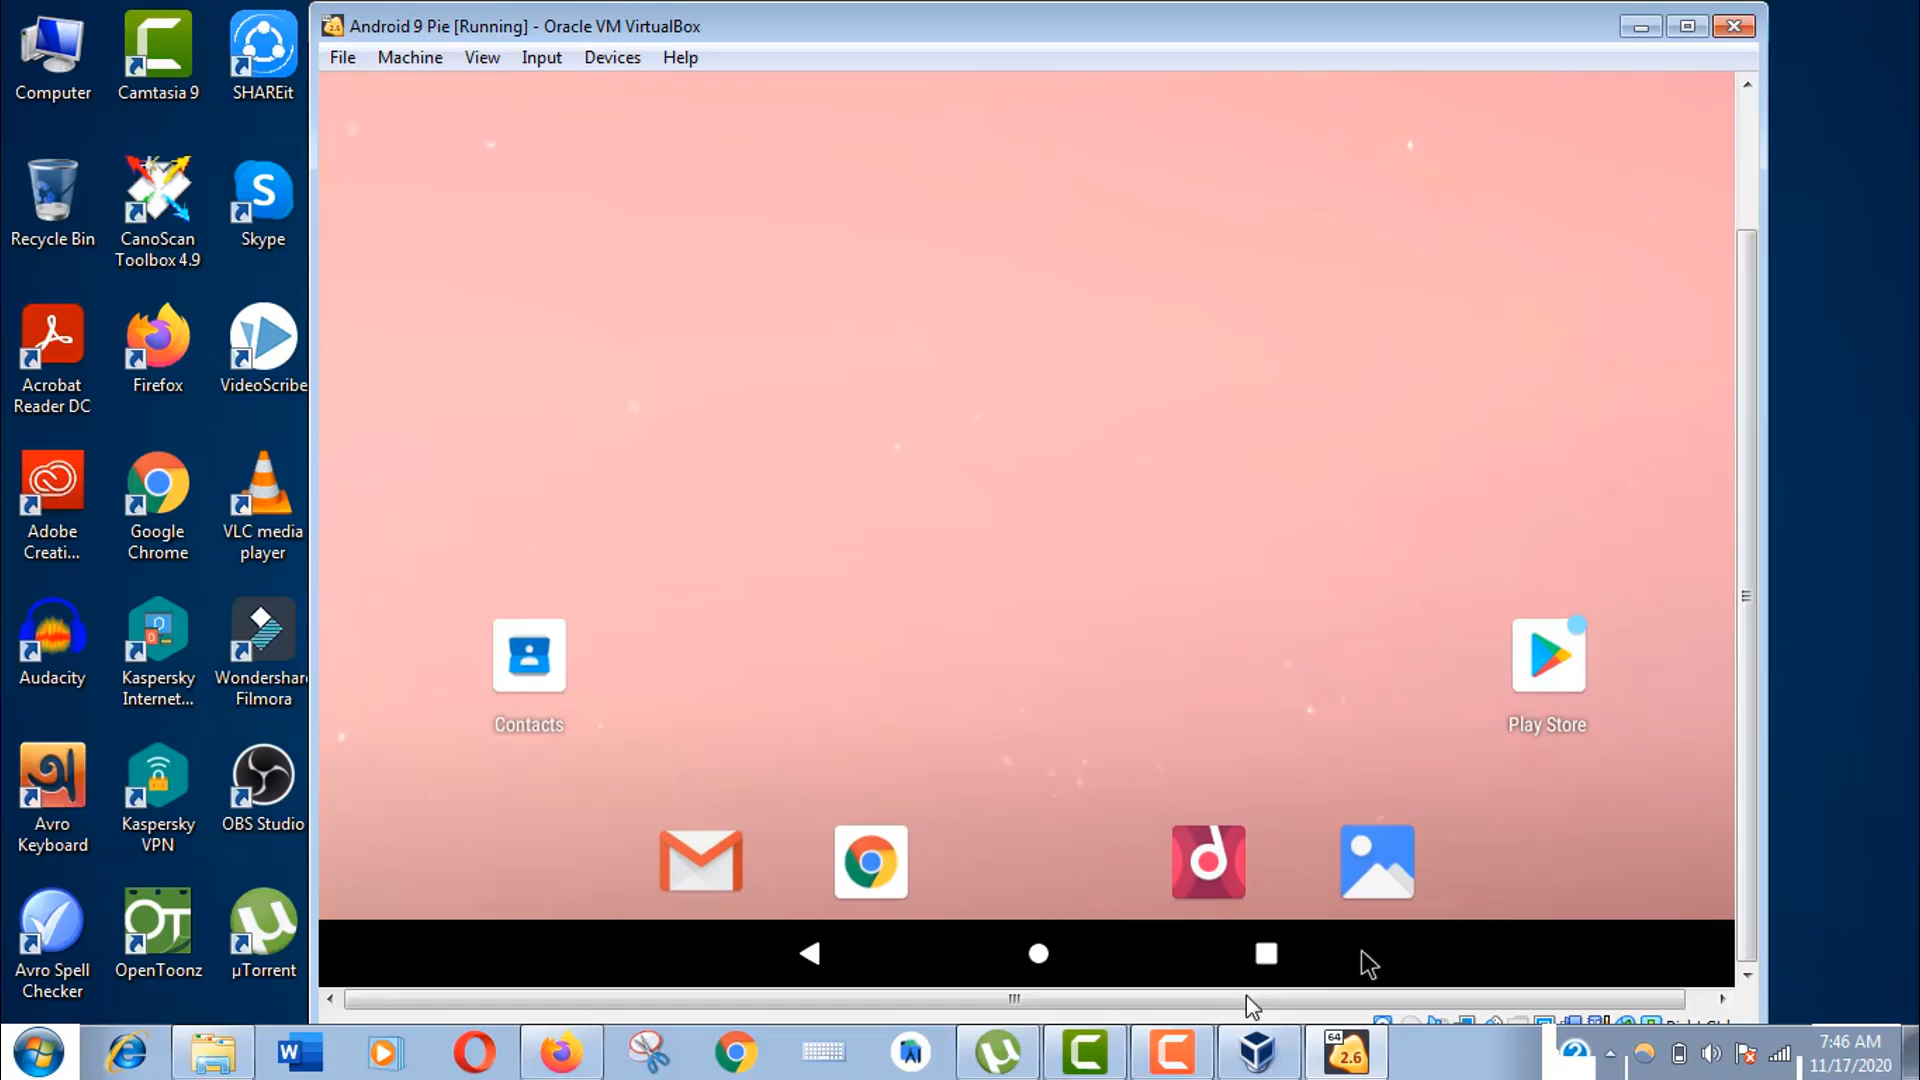 Android 9 Pie [Running] - Oracle VM VirtualBox
File Machine View Input Devices Help
Computer
Camtasia 9
SHAREit
Recycle Bin
CanoScan
Toolbox 4.9
Skype
Acrobat
Reader DC
Firefox
VideoScribe
Adobe
Creati...
Google
Chrome
VLC media
player
Audacity
Kaspersky
Internet...
Wondershar
Filmora
Avro
Keyboard
Kaspersky
VPN
OBS Studio
Avro Spell
Checker
OpenToonz
µTorrent
Contacts
Play Store
64
2.6
7:46 AM
11/17/2020